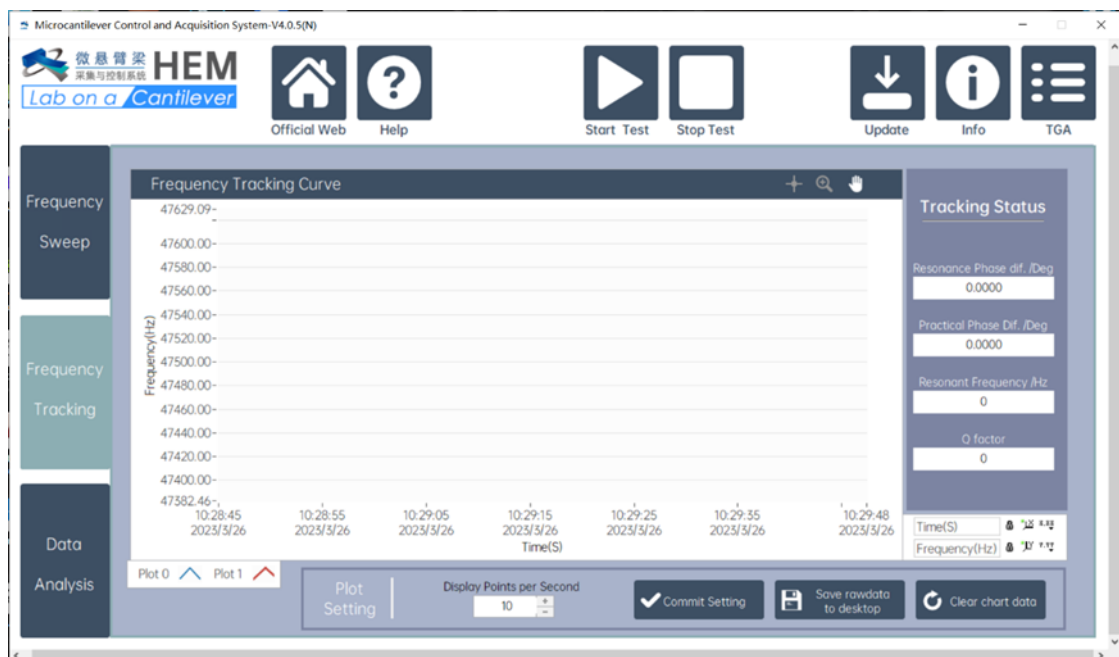 Microcantilever Control and Acquisition System-V4.0.5(N)
微悬臂梁
采集与控制系统
HEM
Lab on a Cantilever
Official Web
Help
Start Test
Stop Test
Update
Info
TGA
Frequency
Sweep
Frequency
Tracking
Data
Analysis
Frequency Tracking Curve
Frequency(Hz)
47629.09
47600.00
47580.00
47560.00
47540.00
47520.00
47500.00
47480.00
47460.00
47440.00
47420.00
47400.00
47382.46
10:28:45 10:28:55 10:29:05 10:29:15 10:29:25 10:29:35 10:29:48
2023/3/26 2023/3/26 2023/3/26 2023/3/26 2023/3/26 2023/3/26 2023/3/26
Time(S)
Tracking Status
Resonance Phase dif. /Deg
0.0000
Practical Phase Dif. /Deg
0.0000
Resonant Frequency /Hz
0
Q factor
0
Time(S)
Frequency(Hz)
Plot 0 Plot 1
Plot
Setting
Display Points per Second
10
Commit Setting
Save rawdata
to desktop
Clear chart data